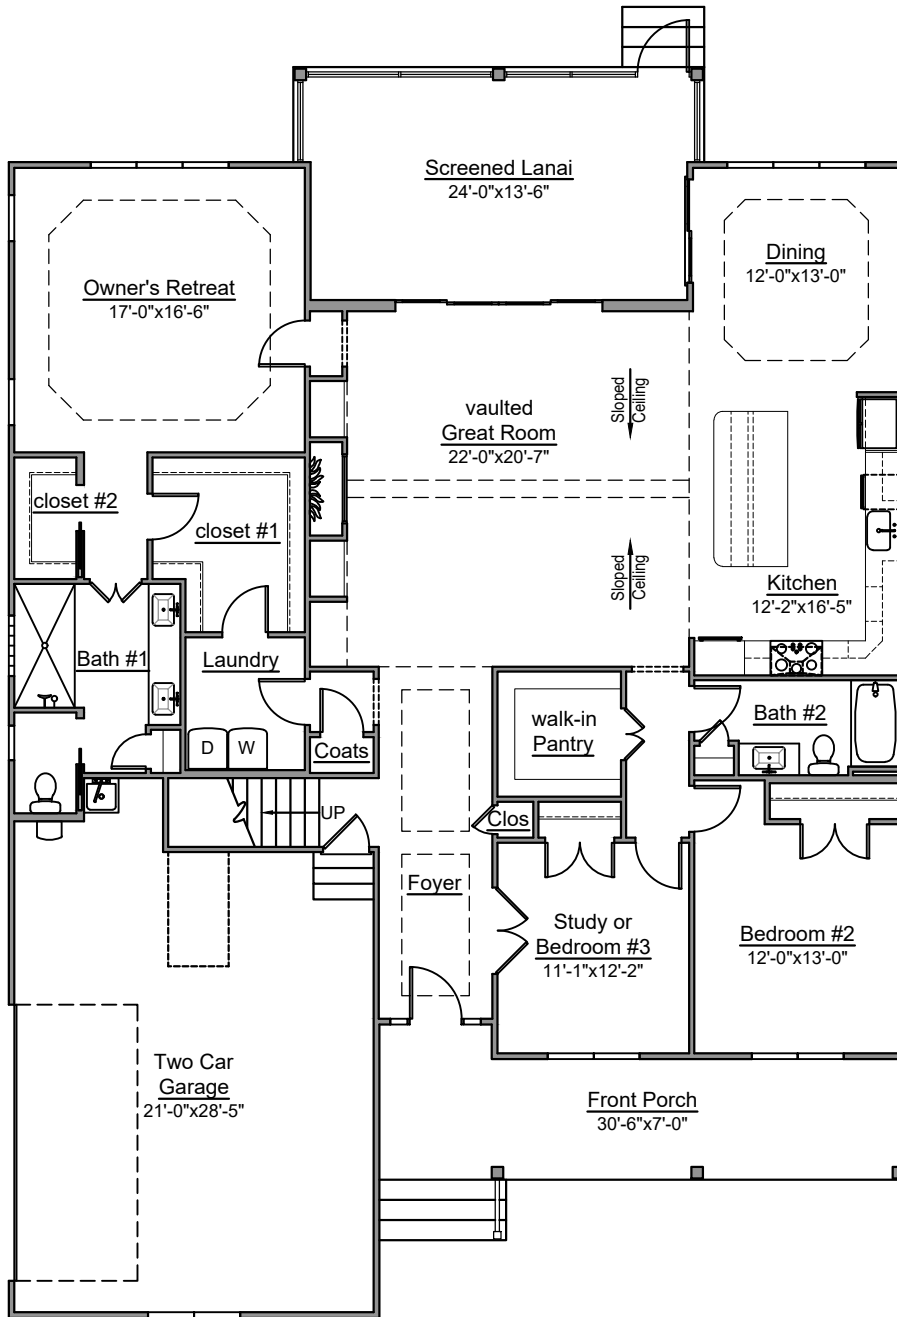 Screened Lanai
24'-0"x13'-6"
Dining
12'-0"x13'-0"
Owner's Retreat
17'-0"x16'-6"
Sloped
Ceiling
vaulted
Great Room
22'-0"x20'-7"
closet #2
closet #1
Sloped
Ceiling
Kitchen
12'-2"x16'-5"
Bath #1
Laundry
walk-in
Pantry
Bath #2
D
W
Coats
UP
Clos
Foyer
Study or
Bedroom #3
11'-1"x12'-2"
Bedroom #2
12'-0"x13'-0"
Two Car
Garage
21'-0"x28'-5"
Front Porch
30'-6"x7'-0"